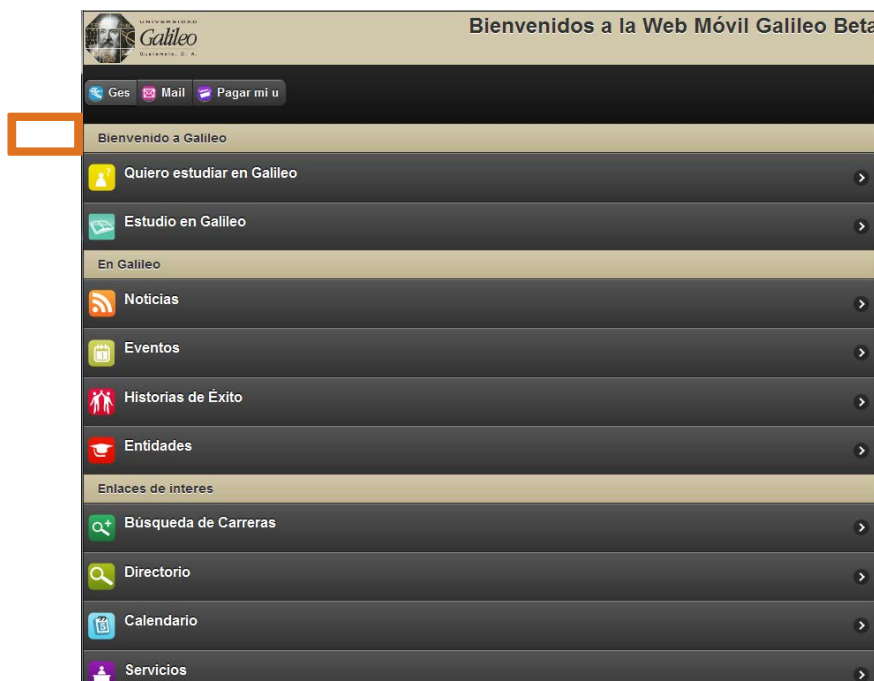 UNIVERSIDAD
Galileo
Guatemala, C. A.
Bienvenidos a la Web Móvil Galileo Beta
Ges Mail Pagar mi u
Bienvenido a Galileo
Quiero estudiar en Galileo
Estudio en Galileo
En Galileo
Noticias
Eventos
Historias de Éxito
Entidades
Enlaces de interes
Búsqueda de Carreras
Directorio
Calendario
Servicios